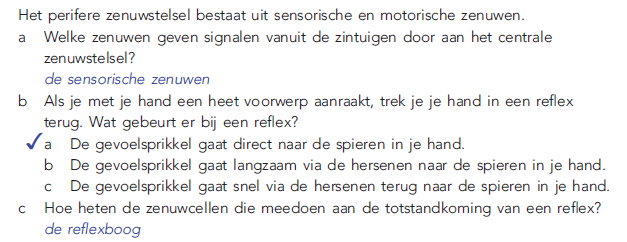 Het perifere zenuwstelsel bestaat uit sensorische en motorische zenuwen.
a Welke zenuwen geven signalen vanuit de zintuigen door aan het centrale
zenuwstelsel?
de sensorische zenuwen
b Als je met je hand een heet voorwerp aanraakt, trek je je hand in een reflex
terug. Wat gebeurt er bij een reflex?
✓ a De gevoelsprikkel gaat direct naar de spieren in je hand.
b De gevoelsprikkel gaat langzaam via de hersenen naar de spieren in je hand.
c De gevoelsprikkel gaat snel via de hersenen terug naar de spieren in je hand.
c Hoe heten de zenuwcellen die meedoen aan de totstandkoming van een reflex?
de reflexboog